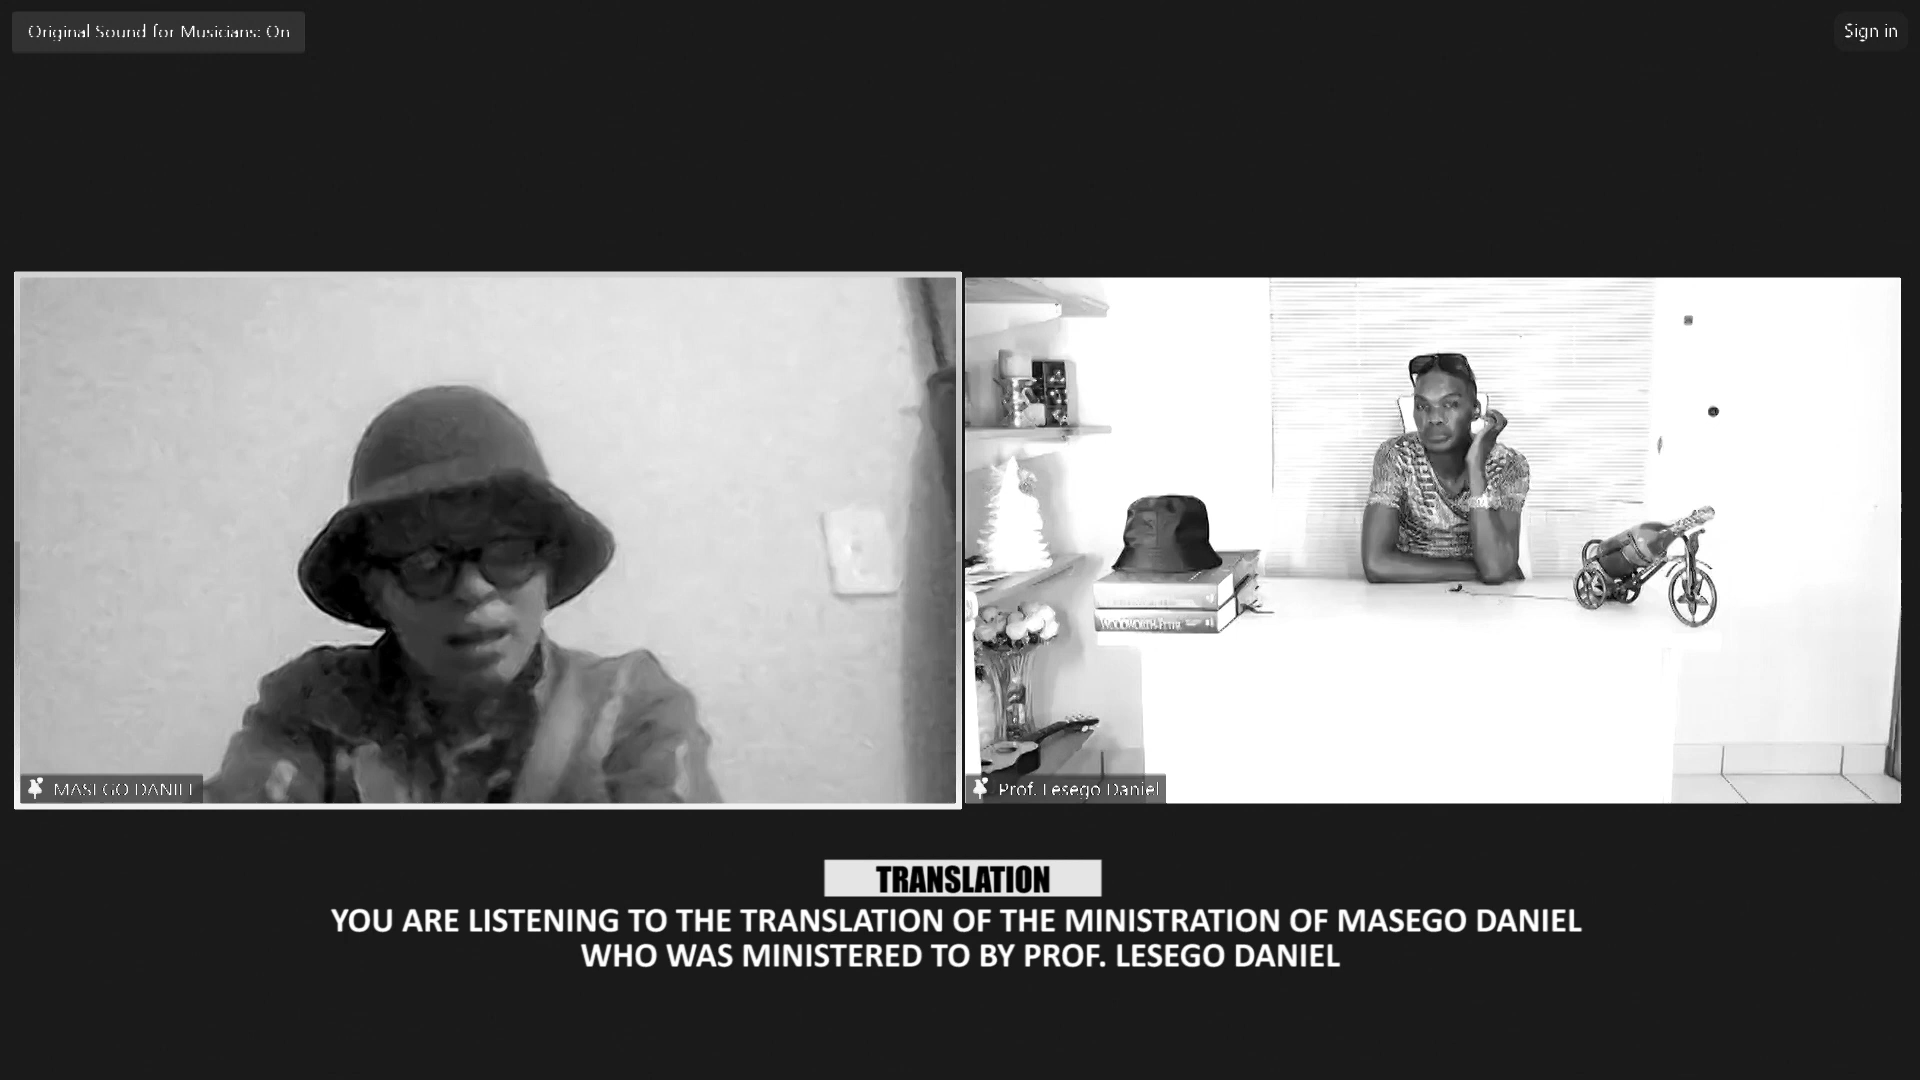 Original Sound for Musicians: On
Sign in
WOODWORTH-
MASEGO DANIEL
Prof. Lesego Daniel
TRANSLATION
YOU ARE LISTENING TO THE TRANSLATION OF THE MINISTRATION OF MASEGO DANIEL
WHO WAS MINISTERED TO BY PROF. LESEGO DANIEL